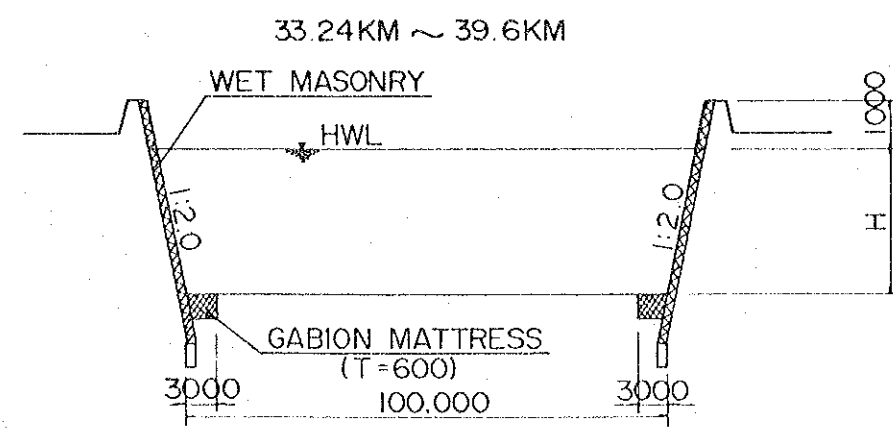 33.24KM ~ 39.6KM
WET MASONRY
HWL
1000
1:2.0
1:2.0
H
GABION MATTRESS
(T=600)
3000
3000
100,000